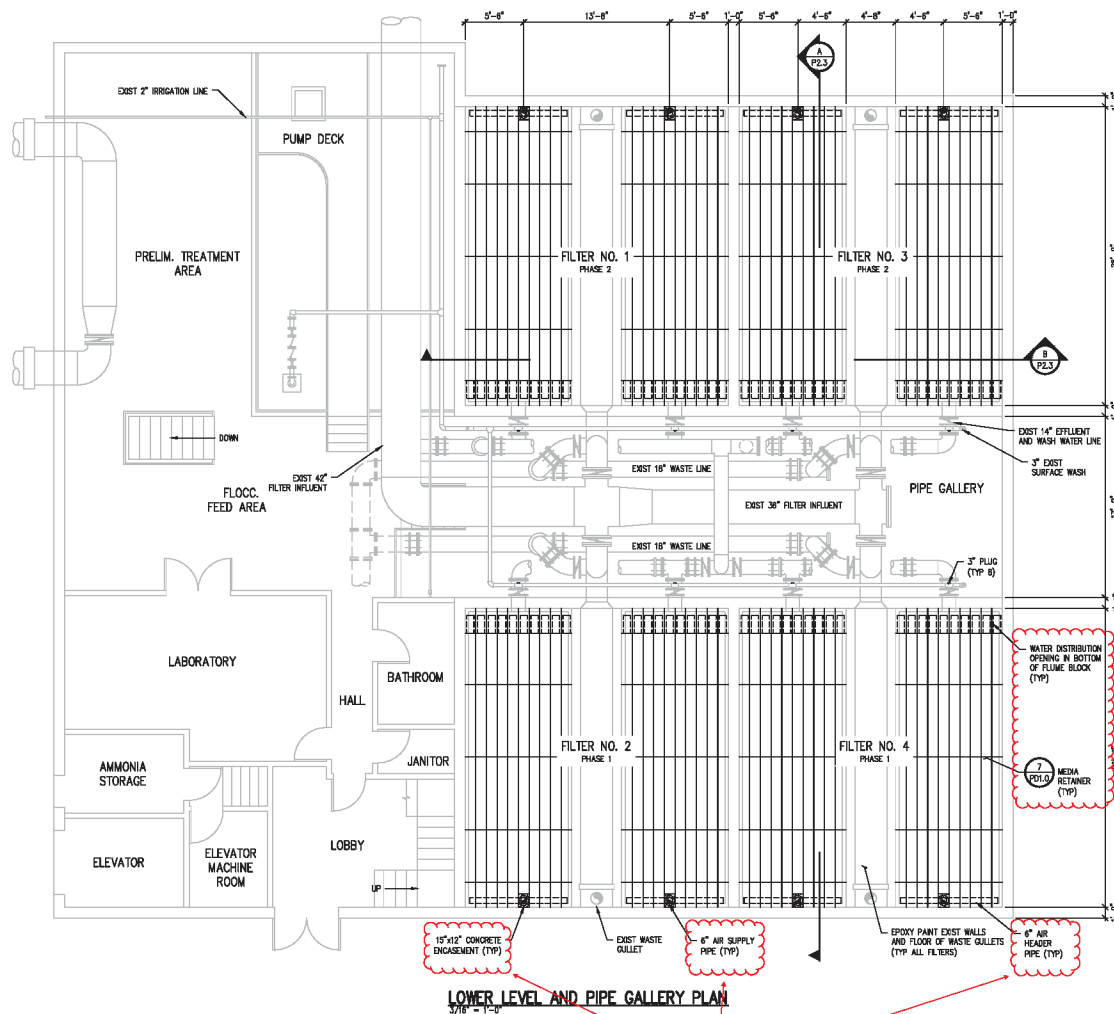 5'-6" 13'-8" 5'-6" 1'-0" 5'-6" 4'-6" 4'-8" 4'-6" 5'-6" 1'-0"
A
P2.3
EXIST 2" IRRIGATION LINE
PUMP DECK
PRELIM. TREATMENT
AREA
FILTER NO. 1
PHASE 2
FILTER NO. 3
PHASE 2
B
P2.3
DOWN
EXIST 42"
FILTER INFLUENT
FLOCC.
FEED AREA
EXIST 18" WASTE LINE
EXIST 36" FILTER INFLUENT
EXIST 18" WASTE LINE
PIPE GALLERY
EXIST 14" EFFLUENT
AND WASH WATER LINE
3" EXIST
SURFACE WASH
3" PLUG
(TYP 8)
LABORATORY
HALL
BATHROOM
JANITOR
AMMONIA
STORAGE
ELEVATOR
ELEVATOR
MACHINE
ROOM
LOBBY
UP
FILTER NO. 2
PHASE 1
FILTER NO. 4
PHASE 1
WATER DISTRIBUTION
OPENING IN BOTTOM
OF FLUME BLOCK
(TYP)
7
PD1.0
MEDIA
RETAINER
(TYP)
15"x12" CONCRETE
ENCASEMENT (TYP)
EXIST WASTE
GULLET
6" AIR SUPPLY
PIPE (TYP)
EPOXY PAINT EXIST WALLS
AND FLOOR OF WASTE GULLETS
(TYP ALL FILTERS)
6" AIR
HEADER
PIPE (TYP)
LOWER LEVEL AND PIPE GALLERY PLAN
3/16" = 1'-0"